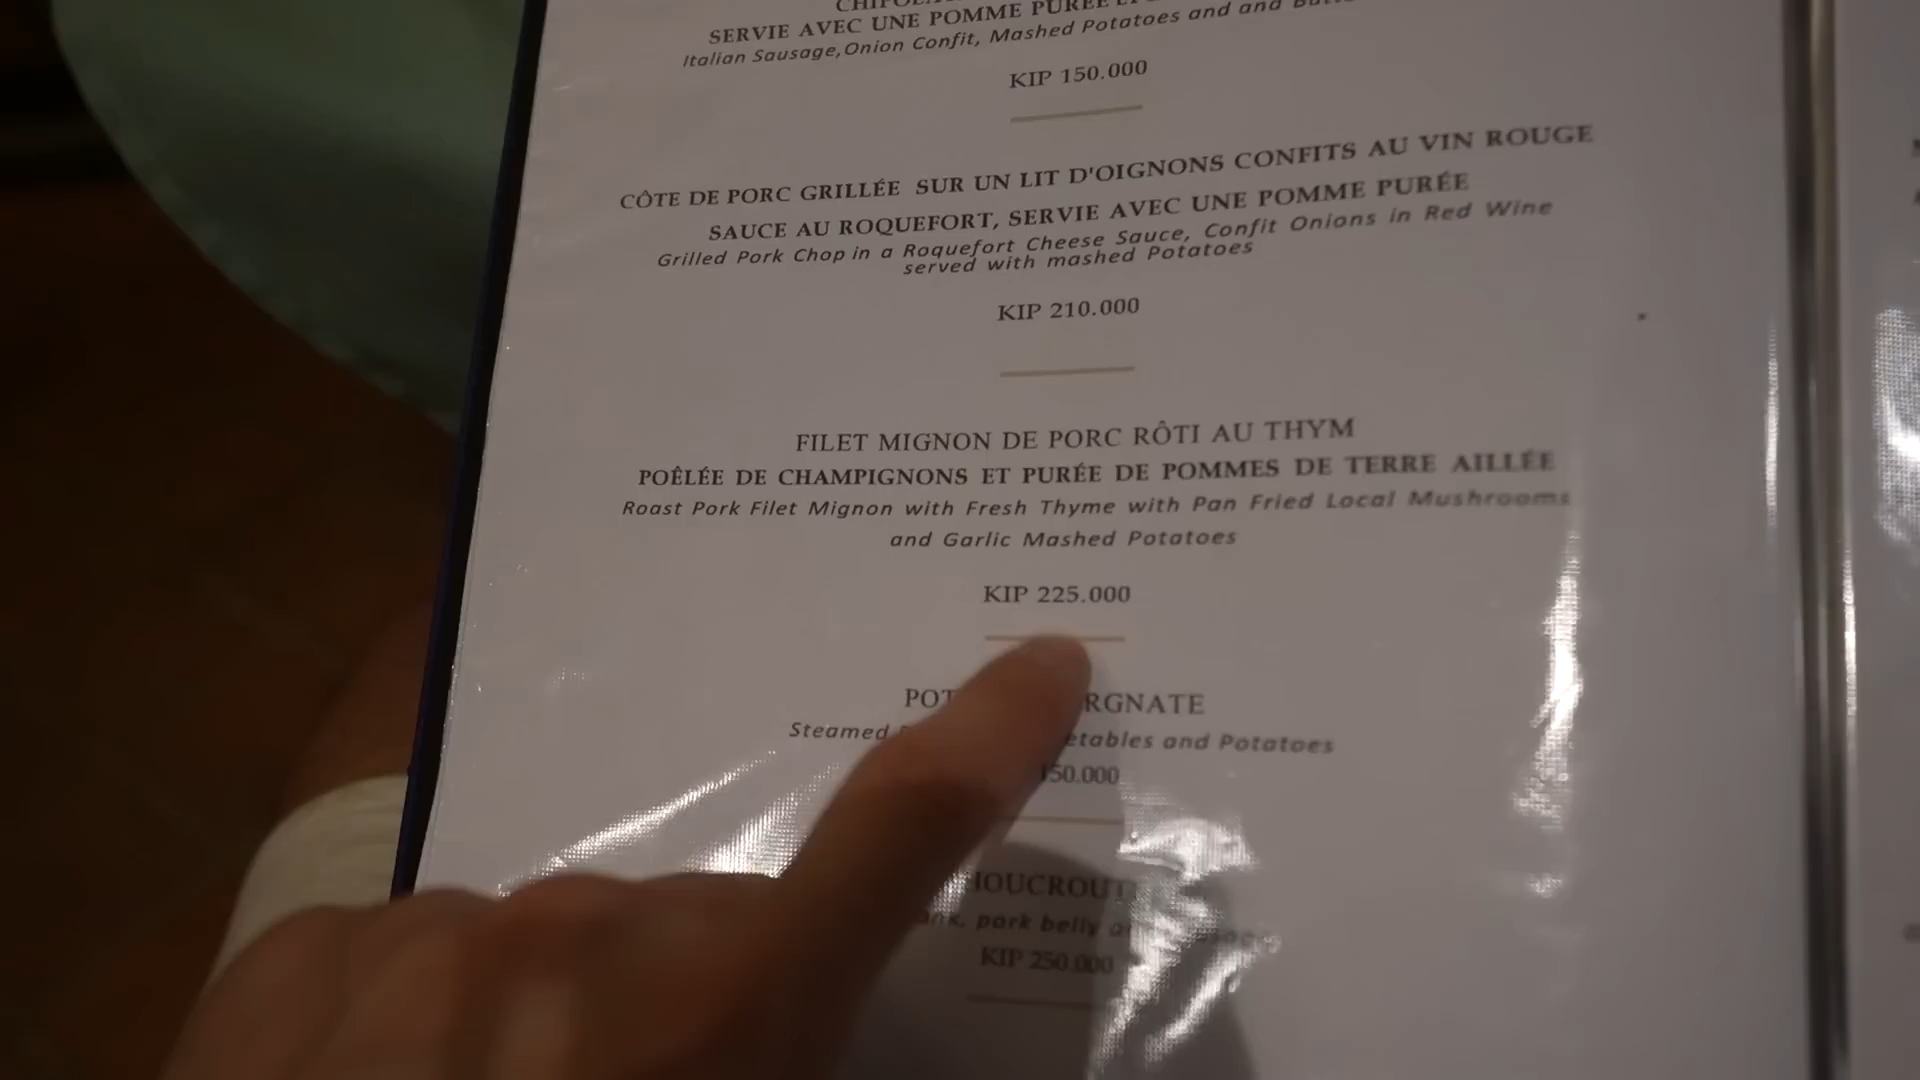 SERVIE AVEC UNE POMME PURÉE
Italian Sausage,Onion Confit, Mashed Potatoes and and
KIP 150.000
CÔTE DE PORC GRILLÉE SUR UN LIT D'OIGNONS CONFITS AU VIN ROUGE
SAUCE AU ROQUEFORT, SERVIE AVEC UNE POMME PURÉE
Grilled Pork Chop in a Roquefort Cheese Sauce, Confit Onions in Red Wine
served with mashed Potatoes
KIP 210.000
FILET MIGNON DE PORC RÔTI AU THYM
POÊLÉE DE CHAMPIGNONS ET PURÉE DE POMMES DE TERRE AILLÉE
Roast Pork Filet Mignon with Fresh Thyme with Pan Fried Local Mushrooms
and Garlic Mashed Potatoes
KIP 225.000
Steamed and Potatoes
150.000
pork belly
KIP 250.000